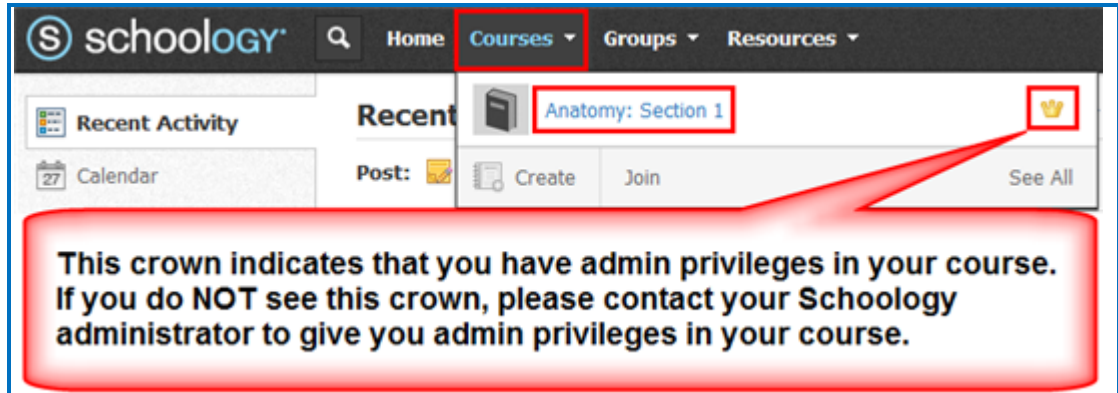 S schoology Home Courses Groups Resources
Anatomy: Section 1
Recent Activity Recent
27 Calendar Post: Create Join See All
This crown indicates that you have admin privileges in your course.
If you do NOT see this crown, please contact your Schoology
administrator to give you admin privileges in your course.